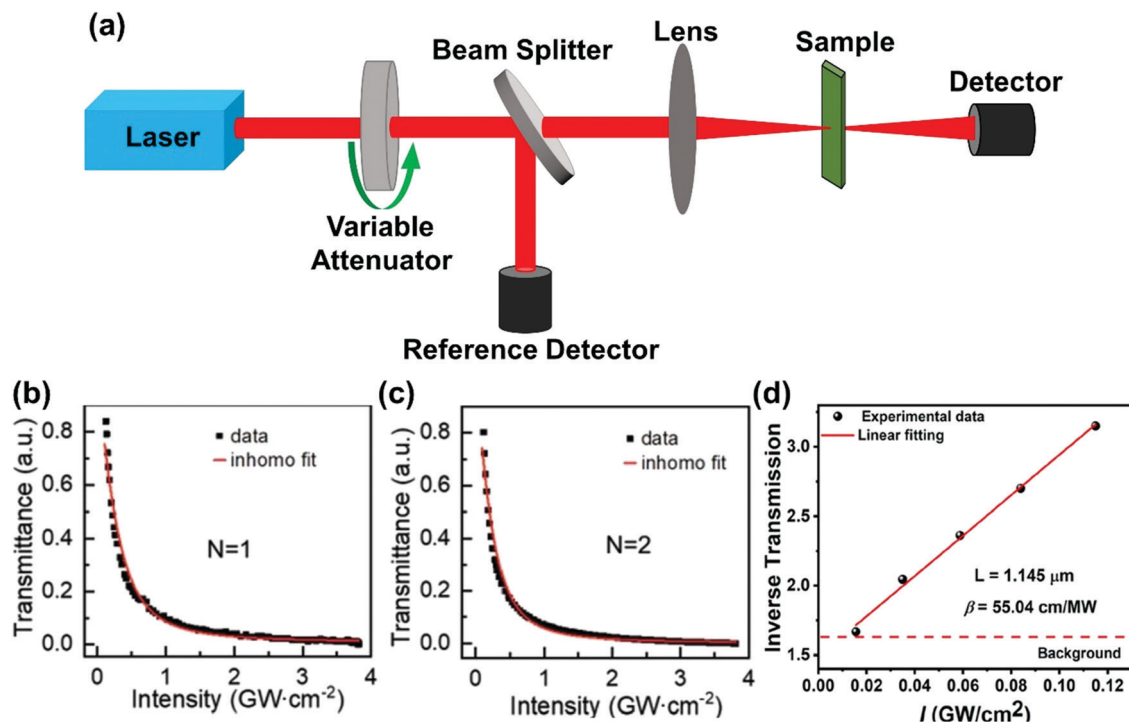 (a)
Laser
Variable
Attenuator
Beam Splitter
Reference Detector
Lens
Sample
Detector
(b)
Transmittance (a.u.)
0.8
0.6
0.4
0.2
0.0
data
inhomo fit
N=1
0 1 2 3 4
Intensity (GW·cm⁻²)
(c)
Transmittance (a.u.)
0.8
0.6
0.4
0.2
0.0
data
inhomo fit
N=2
0 1 2 3 4
Intensity (GW·cm⁻²)
(d)
Inverse Transmission
3.0
2.5
2.0
1.5
Experimental data
Linear fitting
L = 1.145 μm
β = 55.04 cm/MW
Background
0.00 0.02 0.04 0.06 0.08 0.10 0.12
I (GW/cm²)